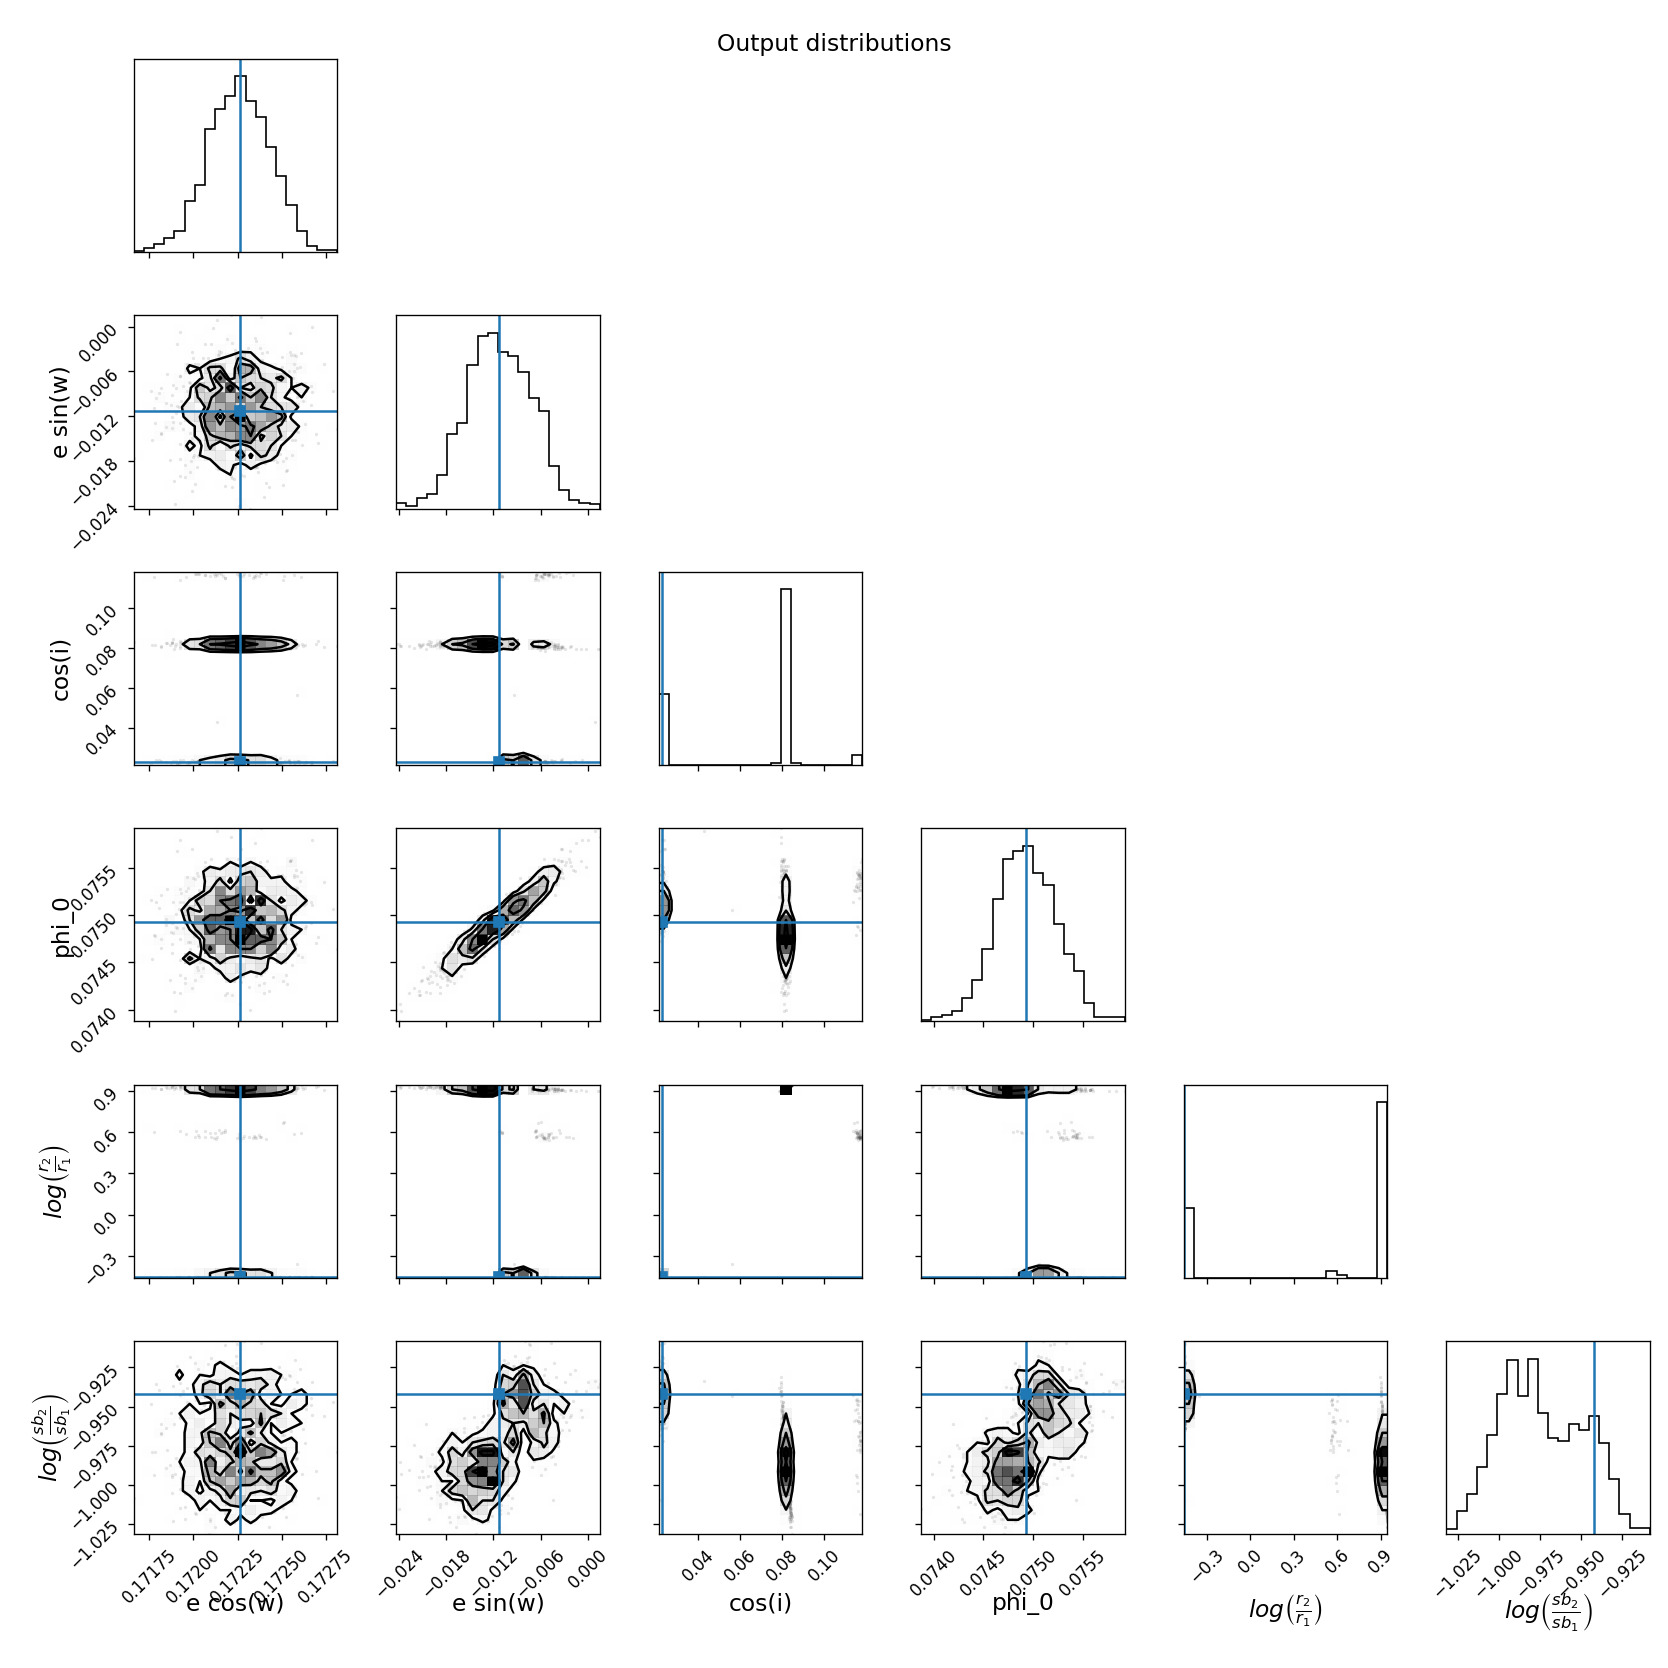 Output distributions
e sin(w)
0.000
−0.006
−0.012
−0.018
−0.024
cos(i)
0.10
0.08
0.06
0.04
phi_0
0.0755
0.0750
0.0745
0.0740
log(r₂/r₁)
0.9
0.6
0.3
0.0
−0.3
log(sb₂/sb₁)
−0.925
−0.950
−0.975
−1.000
−1.025
0.17175 0.17200 0.17225 0.17250 0.17275
−0.024 −0.018 −0.012 −0.006 0.000
0.04 0.06 0.08 0.10
0.0740 0.0745 0.0750 0.0755
−0.3 0.0 0.3 0.6 0.9
−1.025 −1.000 −0.975 −0.950 −0.925
e cos(w) e sin(w) cos(i) phi_0 log(r₂/r₁) log(sb₂/sb₁)